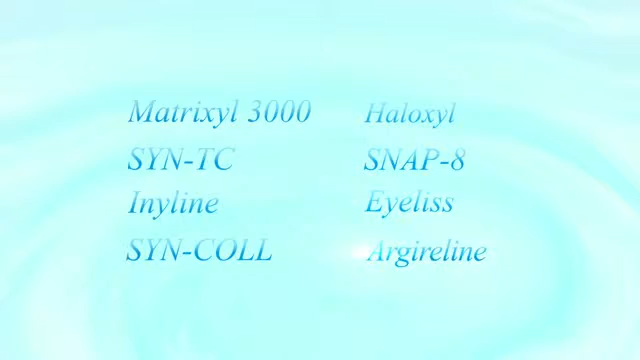 Matrixyl 3000
Haloxyl
SYN-TC
SNAP-8
Inyline
Eyeliss
SYN-COLL
Argireline